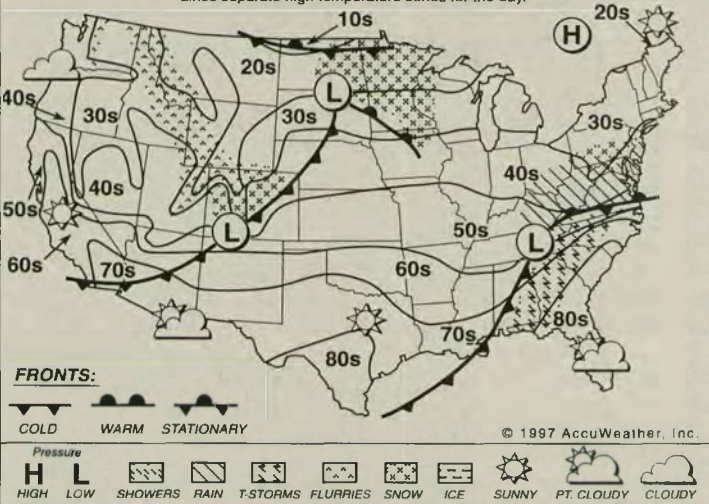 Lines separate high temperature bands for the day.
10s
20s
H
20s
L
40s
30s
30s
30s
40s
40s
50s
L
50s
L
60s
70s
60s
70s
80s
80s
FRONTS:
COLD WARM STATIONARY
© 1997 AccuWeather, Inc.
Pressure
H L
HIGH LOW SHOWERS RAIN T-STORMS FLURRIES SNOW ICE SUNNY PT. CLOUDY CLOUDY